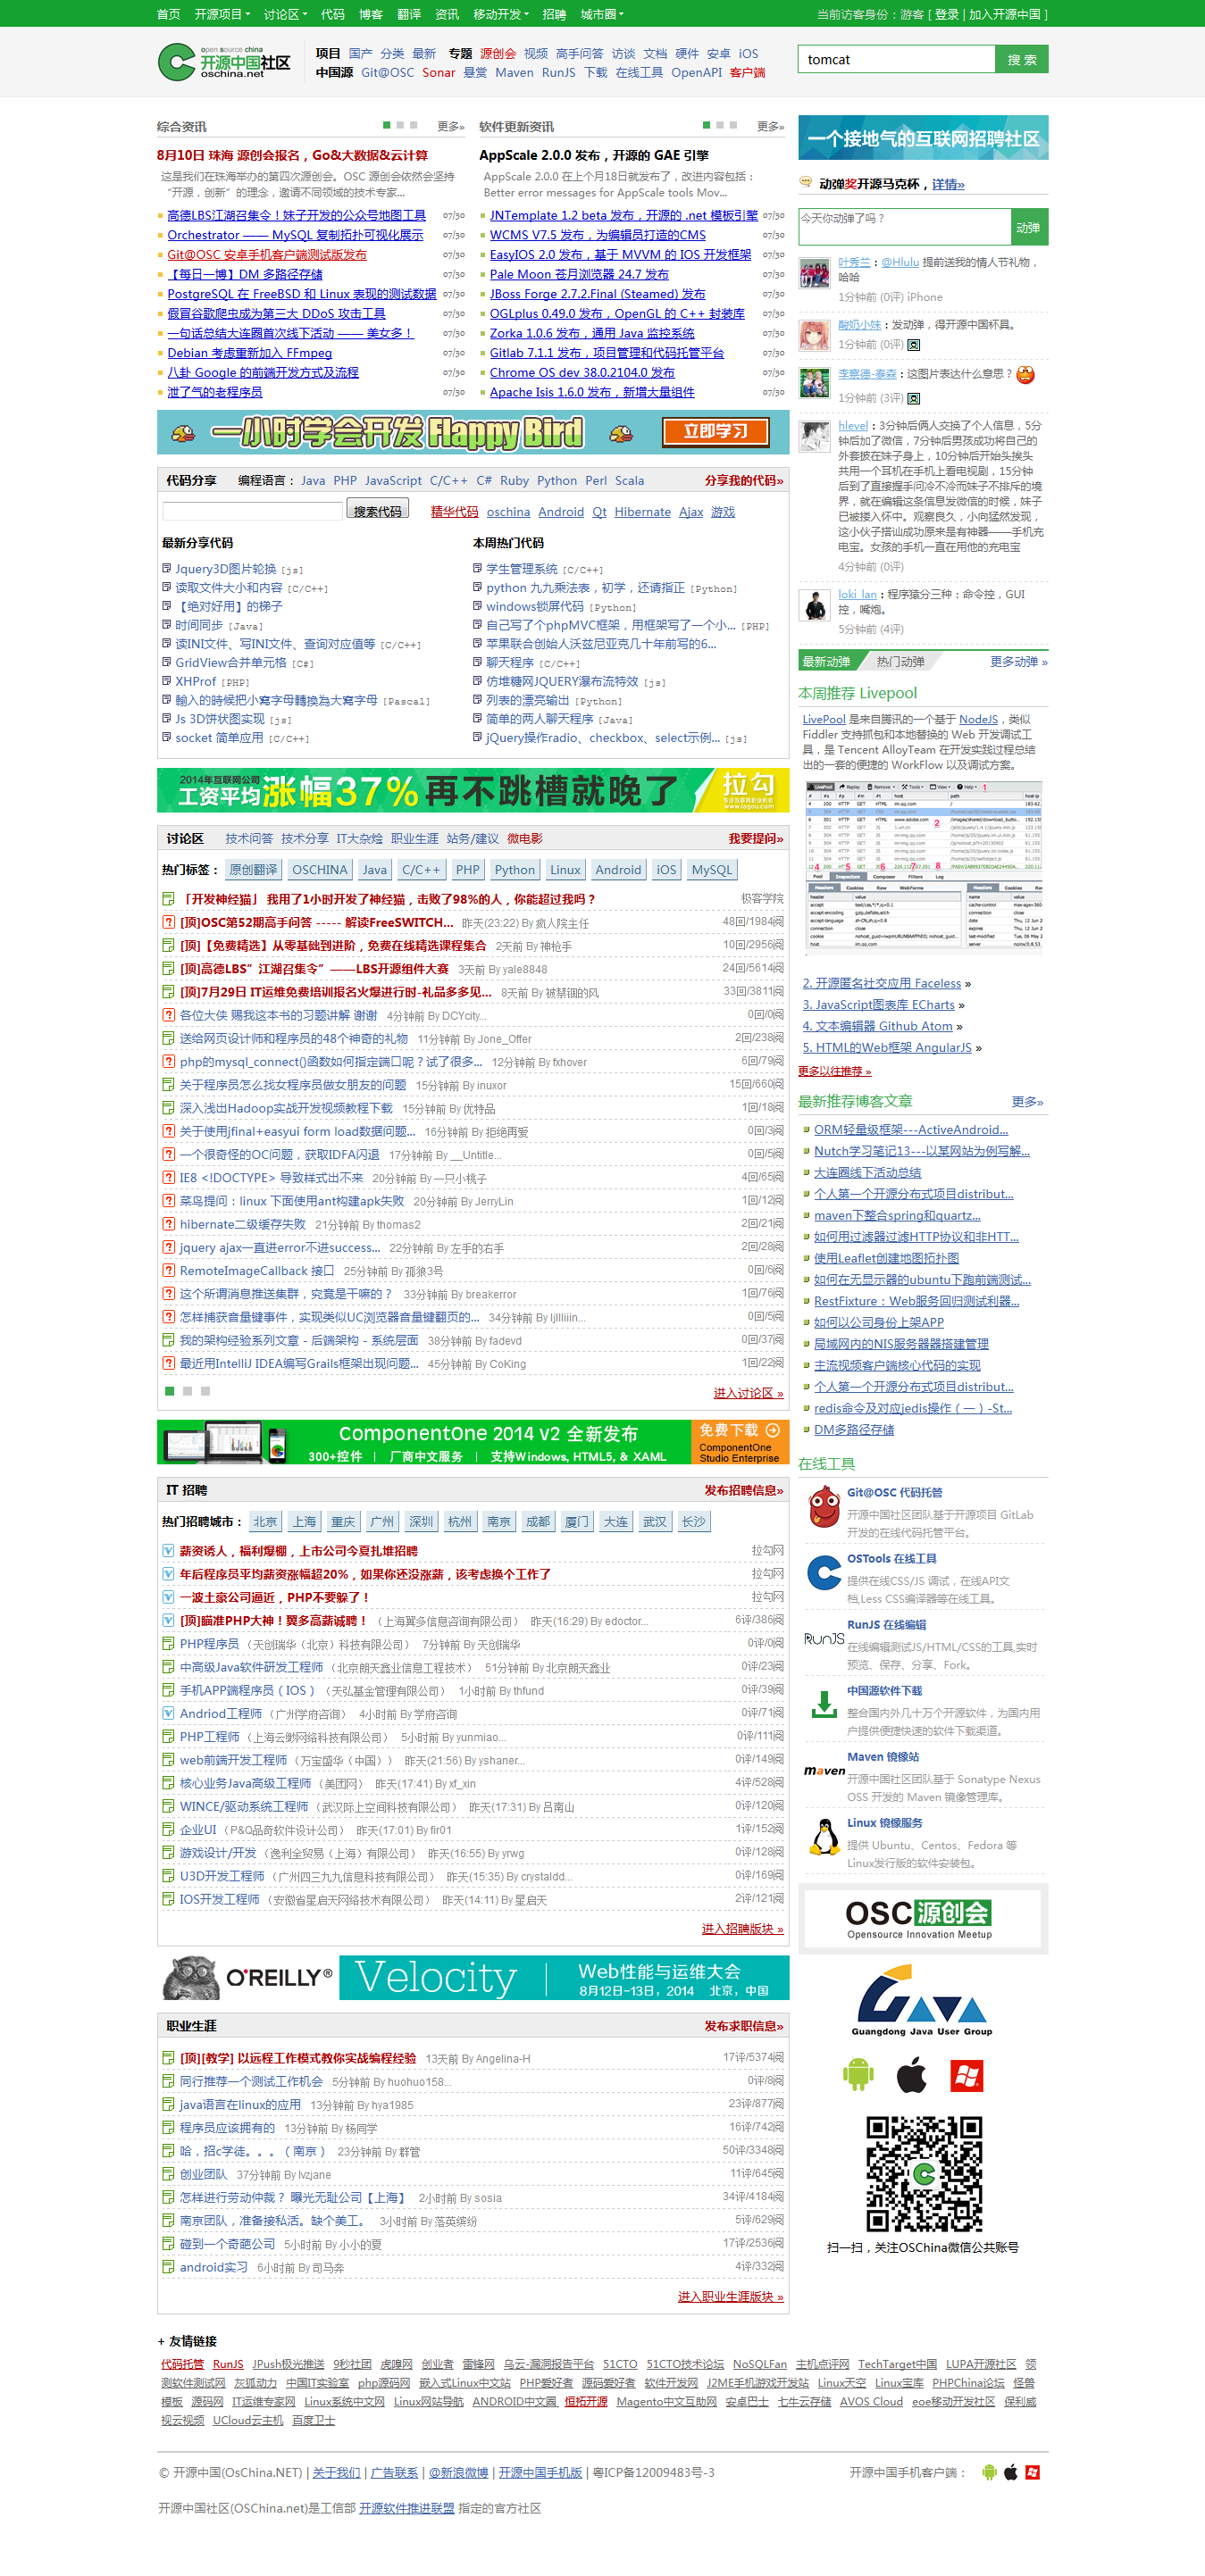 首页 开源项目 讨论区 代码 博客 翻译 资讯 移动开发 招聘 城市圈 当前访客身份：游客 [ 登录 | 加入开源中国 ]
open source china
开源中国社区
oschina.net
项目 国产 分类 最新 专题 源创会 视频 高手问答 访谈 文档 硬件 安卓 iOS
中国源 Git@OSC Sonar 悬赏 Maven RunJS 下载 在线工具 OpenAPI 客户端
tomcat 搜 索
综合资讯 更多»
8月10日 珠海 源创会报名，Go&大数据&云计算
这是我们在珠海举办的第四次源创会。OSC 源创会依然会坚持
“开源，创新”的理念，邀请不同领域的技术专家...
高德LBS江湖召集令！妹子开发的公众号地图工具 07/30
Orchestrator —— MySQL 复制拓扑可视化展示 07/30
Git@OSC 安卓手机客户端测试版发布 07/30
【每日一博】DM 多路径存储 07/30
PostgreSQL 在 FreeBSD 和 Linux 表现的测试数据 07/30
假冒谷歌爬虫成为第三大 DDoS 攻击工具 07/30
一句话总结大连圈首次线下活动 —— 美女多！ 07/30
Debian 考虑重新加入 FFmpeg 07/30
八卦 Google 的前端开发方式及流程 07/30
泄了气的老程序员 07/30
软件更新资讯 更多»
AppScale 2.0.0 发布，开源的 GAE 引擎
AppScale 2.0.0 在上个月18日就发布了，改进内容包括：
Better error messages for AppScale tools Mov...
JNTemplate 1.2 beta 发布，开源的 .net 模板引擎 07/30
WCMS V7.5 发布，为编辑员打造的CMS 07/30
EasyIOS 2.0 发布，基于 MVVM 的 IOS 开发框架 07/30
Pale Moon 苍月浏览器 24.7 发布 07/30
JBoss Forge 2.7.2.Final (Steamed) 发布 07/30
OGLplus 0.49.0 发布，OpenGL 的 C++ 封装库 07/30
Zorka 1.0.6 发布，通用 Java 监控系统 07/30
Gitlab 7.1.1 发布，项目管理和代码托管平台 07/30
Chrome OS dev 38.0.2104.0 发布 07/30
Apache Isis 1.6.0 发布，新增大量组件 07/30
一小时学会开发 Flappy Bird 立即学习
代码分享 编程语言： Java PHP JavaScript C/C++ C# Ruby Python Perl Scala 分享我的代码»
搜索代码 精华代码 oschina Android Qt Hibernate Ajax 游戏
最新分享代码
Jquery3D图片轮换 [js]
读取文件大小和内容 [C/C++]
【绝对好用】的梯子
时间同步 [Java]
读INI文件、写INI文件、查询对应值等 [C/C++]
GridView合并单元格 [C#]
XHProf [PHP]
輸入的時候把小寫字母轉換為大寫字母 [Pascal]
Js 3D饼状图实现 [js]
socket 简单应用 [C/C++]
本周热门代码
学生管理系统 [C/C++]
python 九九乘法表，初学，还请指正 [Python]
windows锁屏代码 [Python]
自己写了个phpMVC框架，用框架写了一个小... [PHP]
苹果联合创始人沃兹尼亚克几十年前写的6...
聊天程序 [C/C++]
仿堆糖网JQUERY瀑布流特效 [js]
列表的漂亮输出 [Python]
简单的两人聊天程序 [Java]
jQuery操作radio、checkbox、select示例... [js]
2014年互联网公司
工资平均涨幅37%再不跳槽就晚了 拉勾
www.lagou.com
讨论区 技术问答 技术分享 IT大杂烩 职业生涯 站务/建议 微电影 我要提问»
热门标签： 原创翻译 OSCHINA Java C/C++ PHP Python Linux Android iOS MySQL
「开发神经猫」 我用了1小时开发了神经猫，击败了98%的人，你能超过我吗？ 极客学院
[顶]OSC第52期高手问答 ----- 解读FreeSWITCH... 昨天(23:22) By 疯人院主任 48回/1984阅
[顶]【免费精选】从零基础到进阶，免费在线精选课程集合 2天前 By 神枪手 10回/2956阅
[顶]高德LBS”江湖召集令”——LBS开源组件大赛 3天前 By yale8848 24回/5614阅
[顶]7月29日 IT运维免费培训报名火爆进行时-礼品多多见... 8天前 By 被禁锢的风 33回/3811阅
各位大侠 赐我这本书的习题讲解 谢谢 4分钟前 By DCYcity... 0回/0阅
送给网页设计师和程序员的48个神奇的礼物 11分钟前 By Jone_Offer 2回/238阅
php的mysql_connect()函数如何指定端口呢？试了很多... 12分钟前 By fxhover 6回/79阅
关于程序员怎么找女程序员做女朋友的问题 15分钟前 By inuxor 15回/660阅
深入浅出Hadoop实战开发视频教程下载 15分钟前 By 优特品 1回/18阅
关于使用jfinal+easyui form load数据问题... 16分钟前 By 拒绝再爱 0回/3阅
一个很奇怪的OC问题，获取IDFA闪退 17分钟前 By __Untitle... 0回/5阅
IE8 <!DOCTYPE> 导致样式出不来 20分钟前 By 一只小桃子 4回/65阅
菜鸟提问：linux 下面使用ant构建apk失败 20分钟前 By JerryLin 1回/12阅
hibernate二级缓存失败 21分钟前 By thomas2 2回/21阅
jquery ajax一直进error不进success... 22分钟前 By 左手的右手 2回/28阅
RemoteImageCallback 接口 25分钟前 By 孤狼3号 0回/6阅
这个所谓消息推送集群，究竟是干嘛的？ 33分钟前 By breakerror 1回/76阅
怎样捕获音量键事件，实现类似UC浏览器音量键翻页的... 34分钟前 By ljlllliin... 0回/5阅
我的架构经验系列文章 - 后端架构 - 系统层面 38分钟前 By fadevd 0回/37阅
最近用IntelliJ IDEA编写Grails框架出现问题... 45分钟前 By CoKing 1回/22阅
进入讨论区 »
ComponentOne 2014 v2 全新发布
300+控件 | 厂商中文服务 | 支持Windows, HTML5, & XAML
免费下载
ComponentOne
Studio Enterprise
IT 招聘 发布招聘信息»
热门招聘城市： 北京 上海 重庆 广州 深圳 杭州 南京 成都 厦门 大连 武汉 长沙
薪资诱人，福利爆棚，上市公司今夏扎堆招聘 拉勾网
年后程序员平均薪资涨幅超20%，如果你还没涨薪，该考虑换个工作了 拉勾网
一波土豪公司逼近，PHP不要躲了！ 拉勾网
[顶]瞄准PHP大神！翼多高薪诚聘！（上海翼多信息咨询有限公司） 昨天(16:29) By edoctor... 6评/386阅
PHP程序员（天创瑞华（北京）科技有限公司） 7分钟前 By 天创瑞华 0评/0阅
中高级Java软件研发工程师（北京朗天鑫业信息工程技术） 51分钟前 By 北京朗天鑫业 0评/23阅
手机APP端程序员（IOS）（天弘基金管理有限公司） 1小时前 By thfund 0评/39阅
Andriod工程师（广州学府咨询） 4小时前 By 学府咨询 0评/71阅
PHP工程师（上海云眇网络科技有限公司） 5小时前 By yunmiao... 0评/111阅
web前端开发工程师（万宝盛华（中国）） 昨天(21:56) By yshaner... 0评/149阅
核心业务Java高级工程师（美团网） 昨天(17:41) By xf_xin 4评/528阅
WINCE/驱动系统工程师（武汉际上空间科技有限公司） 昨天(17:31) By 吕南山 0评/120阅
企业UI（P&Q品奇软件设计公司） 昨天(17:01) By fir01 1评/152阅
游戏设计/开发（逸利全贸易（上海）有限公司） 昨天(16:55) By yrwg 0评/128阅
U3D开发工程师（广州四三九九信息科技有限公司） 昨天(15:35) By crystaldd... 0评/169阅
IOS开发工程师（安徽省星启天网络技术有限公司） 昨天(14:11) By 星启天 2评/121阅
进入招聘版块 »
O'REILLY® Velocity Web性能与运维大会
8月12日-13日，2014 北京，中国
职业生涯 发布求职信息»
[顶][教学] 以远程工作模式教你实战编程经验 13天前 By Angelina-H 17评/5374阅
同行推荐一个测试工作机会 5分钟前 By huohuo158... 0评/8阅
java语言在linux的应用 13分钟前 By hya1985 23评/877阅
程序员应该拥有的 13分钟前 By 杨同学 16评/742阅
哈，招c学徒。。。（南京） 23分钟前 By 群管 50评/3348阅
创业团队 37分钟前 By lvzjane 11评/645阅
怎样进行劳动仲裁？ 曝光无耻公司【上海】 2小时前 By sosia 34评/4184阅
南京团队，准备接私活。缺个美工。 3小时前 By 落英缤纷 5评/629阅
碰到一个奇葩公司 5小时前 By 小小的夏 17评/2536阅
android实习 6小时前 By 司马奔 4评/332阅
进入职业生涯版块 »
一个接地气的互联网招聘社区
动弹奖开源马克杯，详情»
今天你动弹了吗？ 动弹
叶秀兰：@Hlulu 提前送我的情人节礼物，
哈哈
1分钟前 (0评) iPhone
酸奶小妹：发动弹，得开源中国杯具。
1分钟前 (0评)
李察德-泰森：这图片表达什么意思？
1分钟前 (3评)
hlevel：3分钟后俩人交换了个人信息，5分
钟后加了微信，7分钟后男孩成功将自己的
外套披在妹子身上，10分钟后开始头挨头
共用一个耳机在手机上看电视剧，15分钟
后到了直接握手问冷不冷而妹子不排斥的境
界，就在编辑这条信息发微信的时候，妹子
已被搂入怀中。观察良久，小向猛然发现，
这小伙子搭讪成功原来是有神器——手机充
电宝。女孩的手机一直在用他的充电宝
4分钟前 (0评)
loki_lan：程序猿分三种：命令控，GUI
控，嘴炮。
5分钟前 (4评)
最新动弹 热门动弹 更多动弹 »
本周推荐 Livepool
LivePool 是来自腾讯的一个基于 NodeJS，类似
Fiddler 支持抓包和本地替换的 Web 开发调试工
具，是 Tencent AlloyTeam 在开发实践过程总结
出的一套的便捷的 WorkFlow 以及调试方案。
2. 开源匿名社交应用 Faceless »
3. JavaScript图表库 ECharts »
4. 文本编辑器 Github Atom »
5. HTML的Web框架 AngularJS »
更多以往推荐 »
最新推荐博客文章 更多»
ORM轻量级框架---ActiveAndroid...
Nutch学习笔记13---以某网站为例写解...
大连圈线下活动总结
个人第一个开源分布式项目distribut...
maven下整合spring和quartz...
如何用过滤器过滤HTTP协议和非HTT...
使用Leaflet创建地图拓扑图
如何在无显示器的ubuntu下跑前端测试...
RestFixture：Web服务回归测试利器...
如何以公司身份上架APP
局域网内的NIS服务器器搭建管理
主流视频客户端核心代码的实现
个人第一个开源分布式项目distribut...
redis命令及对应jedis操作（一）-St...
DM多路径存储
在线工具
Git@OSC 代码托管
开源中国社区团队基于开源项目 GitLab
开发的在线代码托管平台。
OSTools 在线工具
提供在线CSS/JS 调试，在线API文
档,Less CSS编译器等在线工具。
RunJS
RunJS 在线编辑
在线编辑测试JS/HTML/CSS的工具,实时
预览、保存、分享、Fork。
中国源软件下载
整合国内外几十万个开源软件，为国内用
户提供便捷快速的软件下载渠道。
maven
Maven 镜像站
开源中国社区团队基于 Sonatype Nexus
OSS 开发的 Maven 镜像管理库。
Linux 镜像服务
提供 Ubuntu、Centos、Fedora 等
Linux发行版的软件安装包。
OSC源创会
Opensource Innovation Meetup
Guangdong Java User Group
扫一扫，关注OSChina微信公共账号
+ 友情链接
代码托管 RunJS JPush极光推送 9秒社团 虎嗅网 创业者 雷锋网 乌云-漏洞报告平台 51CTO 51CTO技术论坛 NoSQLFan 主机点评网 TechTarget中国 LUPA开源社区 领
测软件测试网 灰狐动力 中国IT实验室 php源码网 嵌入式Linux中文站 PHP爱好者 源码爱好者 软件开发网 J2ME手机游戏开发站 Linux天空 Linux宝库 PHPChina论坛 怪兽
模板 源码网 IT运维专家网 Linux系统中文网 Linux网站导航 ANDROID中文圈 恒拓开源 Magento中文互助网 安卓巴士 七牛云存储 AVOS Cloud eoe移动开发社区 保利威
视云视频 UCloud云主机 百度卫士
© 开源中国(OsChina.NET) | 关于我们 | 广告联系 | @新浪微博 | 开源中国手机版 | 粤ICP备12009483号-3 开源中国手机客户端：
开源中国社区(OSChina.net)是工信部 开源软件推进联盟 指定的官方社区